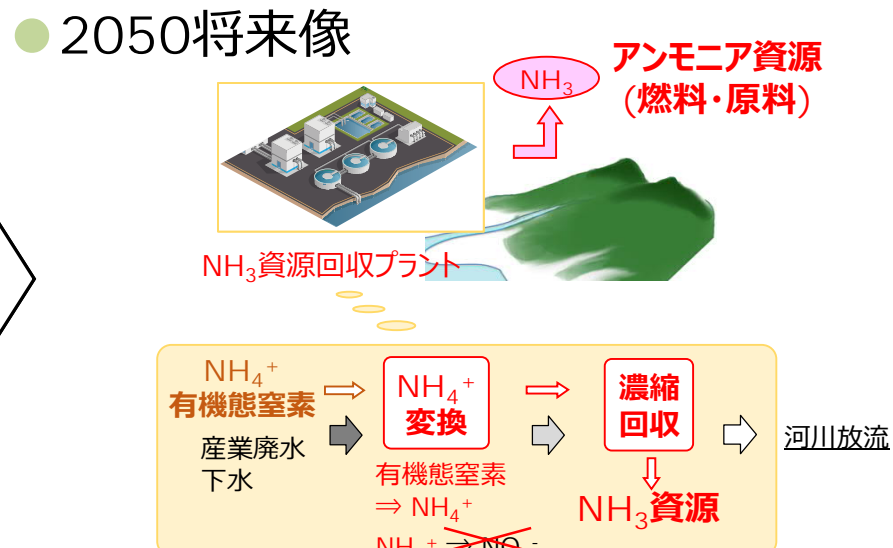 2050将来像
NH₃
アンモニア資源
(燃料・原料)
NH₃資源回収プラント
NH₄⁺
有機態窒素
産業廃水
下水
NH₄⁺
変換
有機態窒素
⇒ NH₄⁺
NH₄⁺ ⇒
濃縮
回収
NH₃資源
河川放流